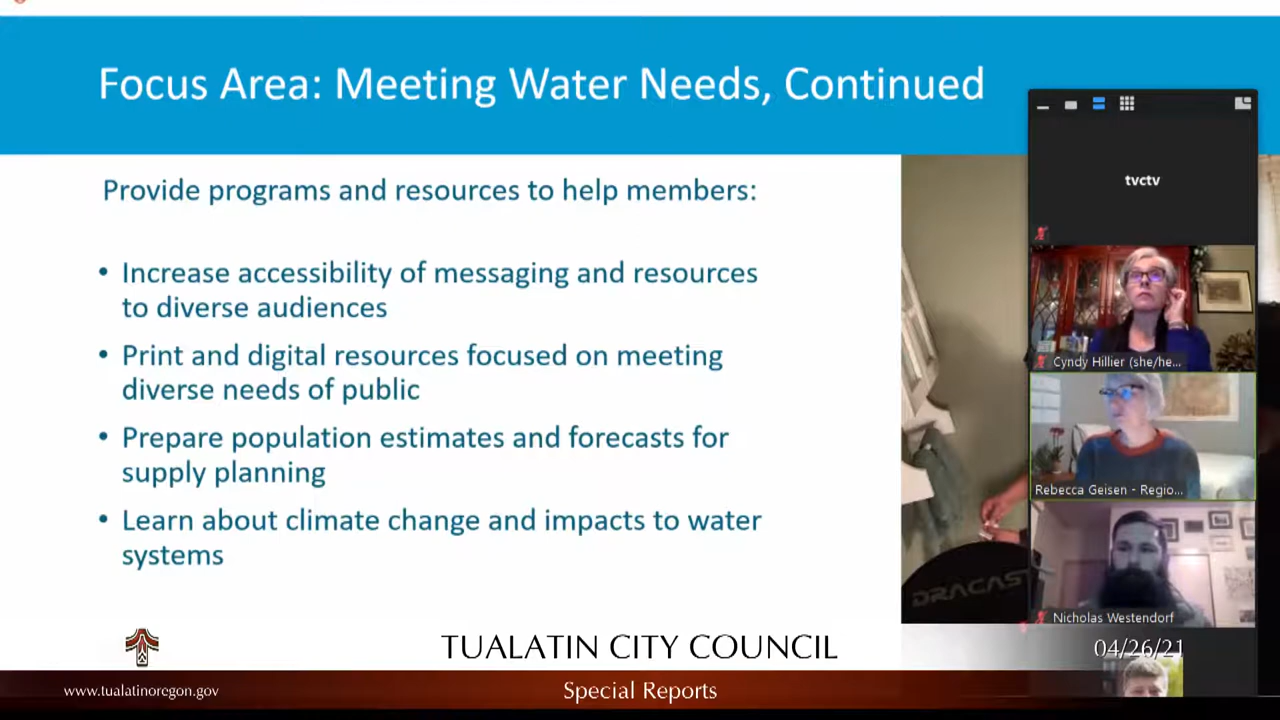 Focus Area: Meeting Water Needs, Continued
Provide programs and resources to help members:
• Increase accessibility of messaging and resources
to diverse audiences
• Print and digital resources focused on meeting
diverse needs of public
• Prepare population estimates and forecasts for
supply planning
• Learn about climate change and impacts to water
systems
tvctv
Cyndy Hillier (she/he...
Rebecca Geisen - Regio...
Nicholas Westendorf
DRACAST
TUALATIN CITY COUNCIL
04/26/21
www.tualatinoregon.gov
Special Reports